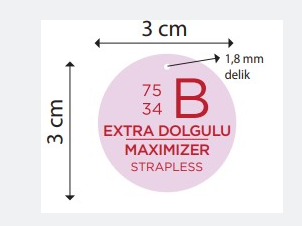 3 cm
1,8 mm
delik
3 cm
75
34
B
EXTRA DOLGULU
MAXIMIZER
STRAPLESS